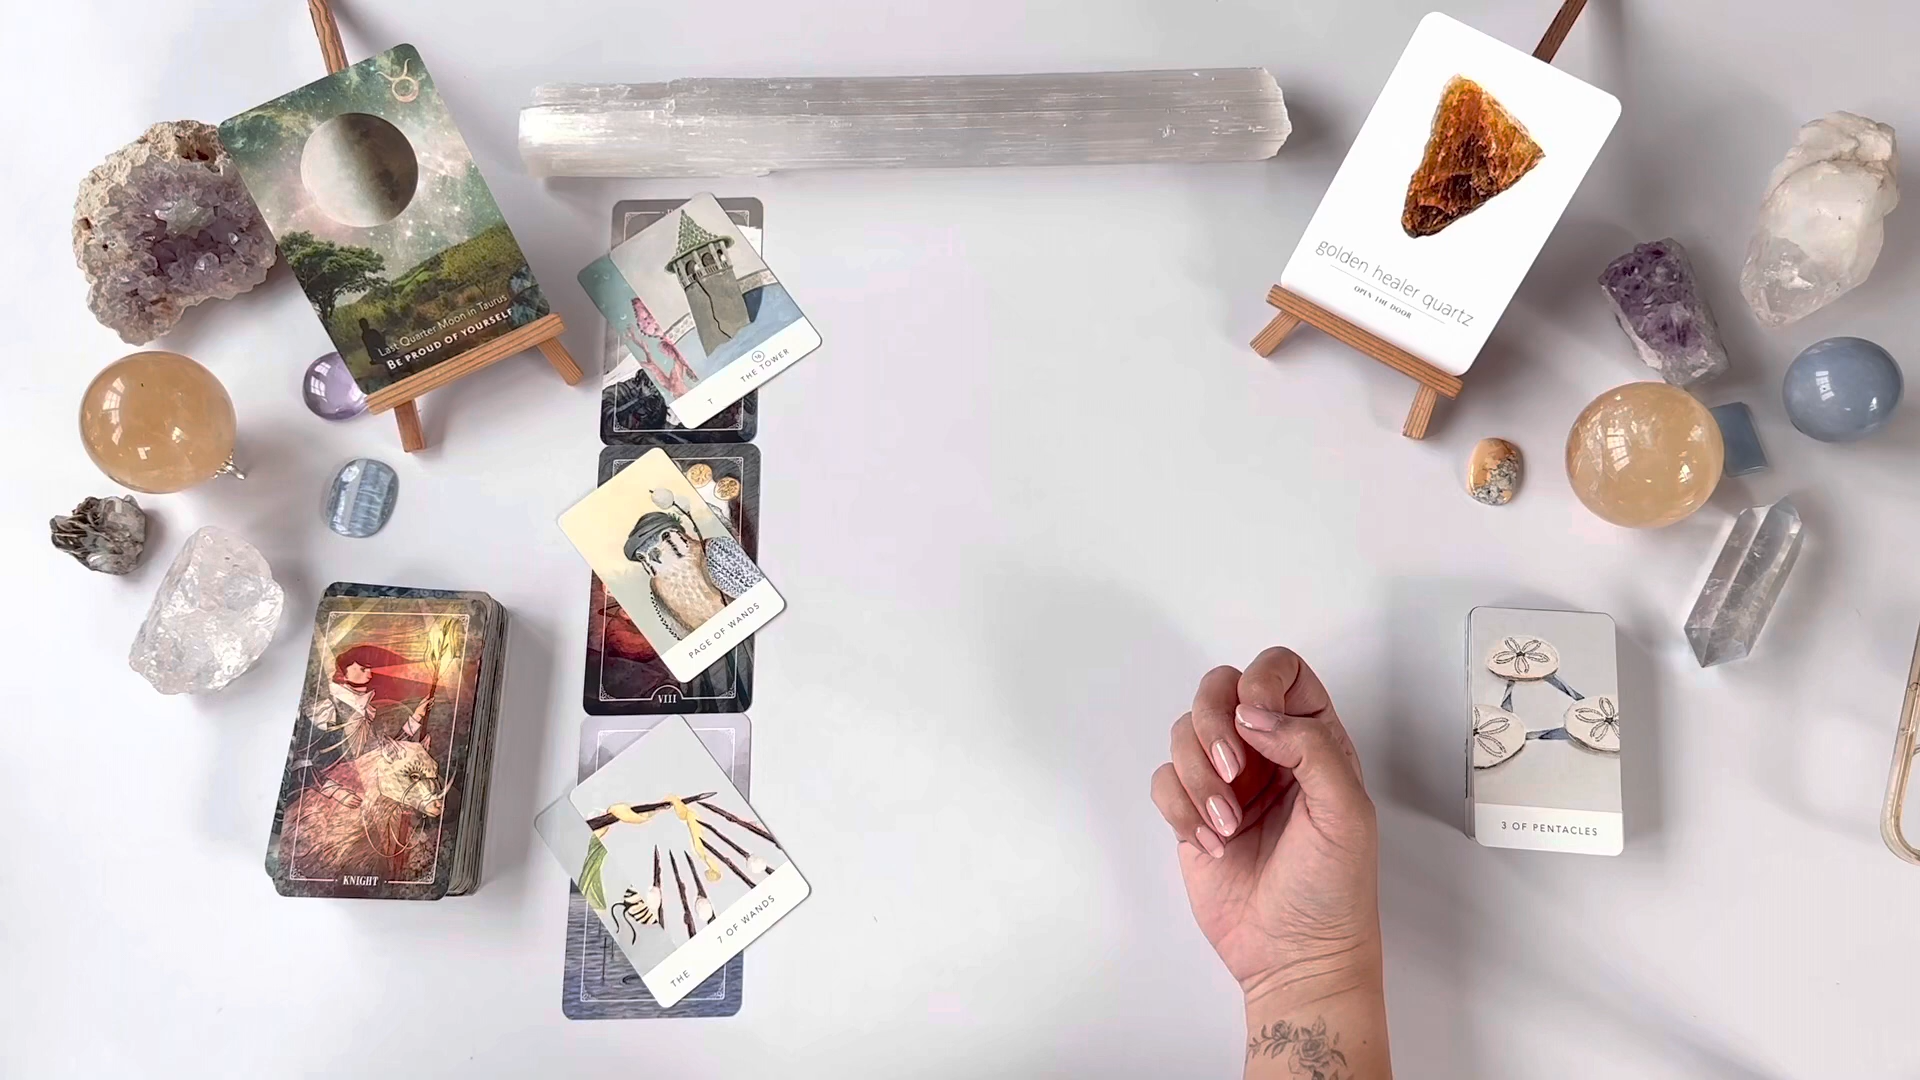 Last Quarter Moon in Taurus
BE PROUD OF YOURSELF
golden healer quartz
OPEN THE DOOR
16
THE TOWER
T
PAGE OF WANDS
VIII
7 OF WANDS
THE
KNIGHT
3 OF PENTACLES